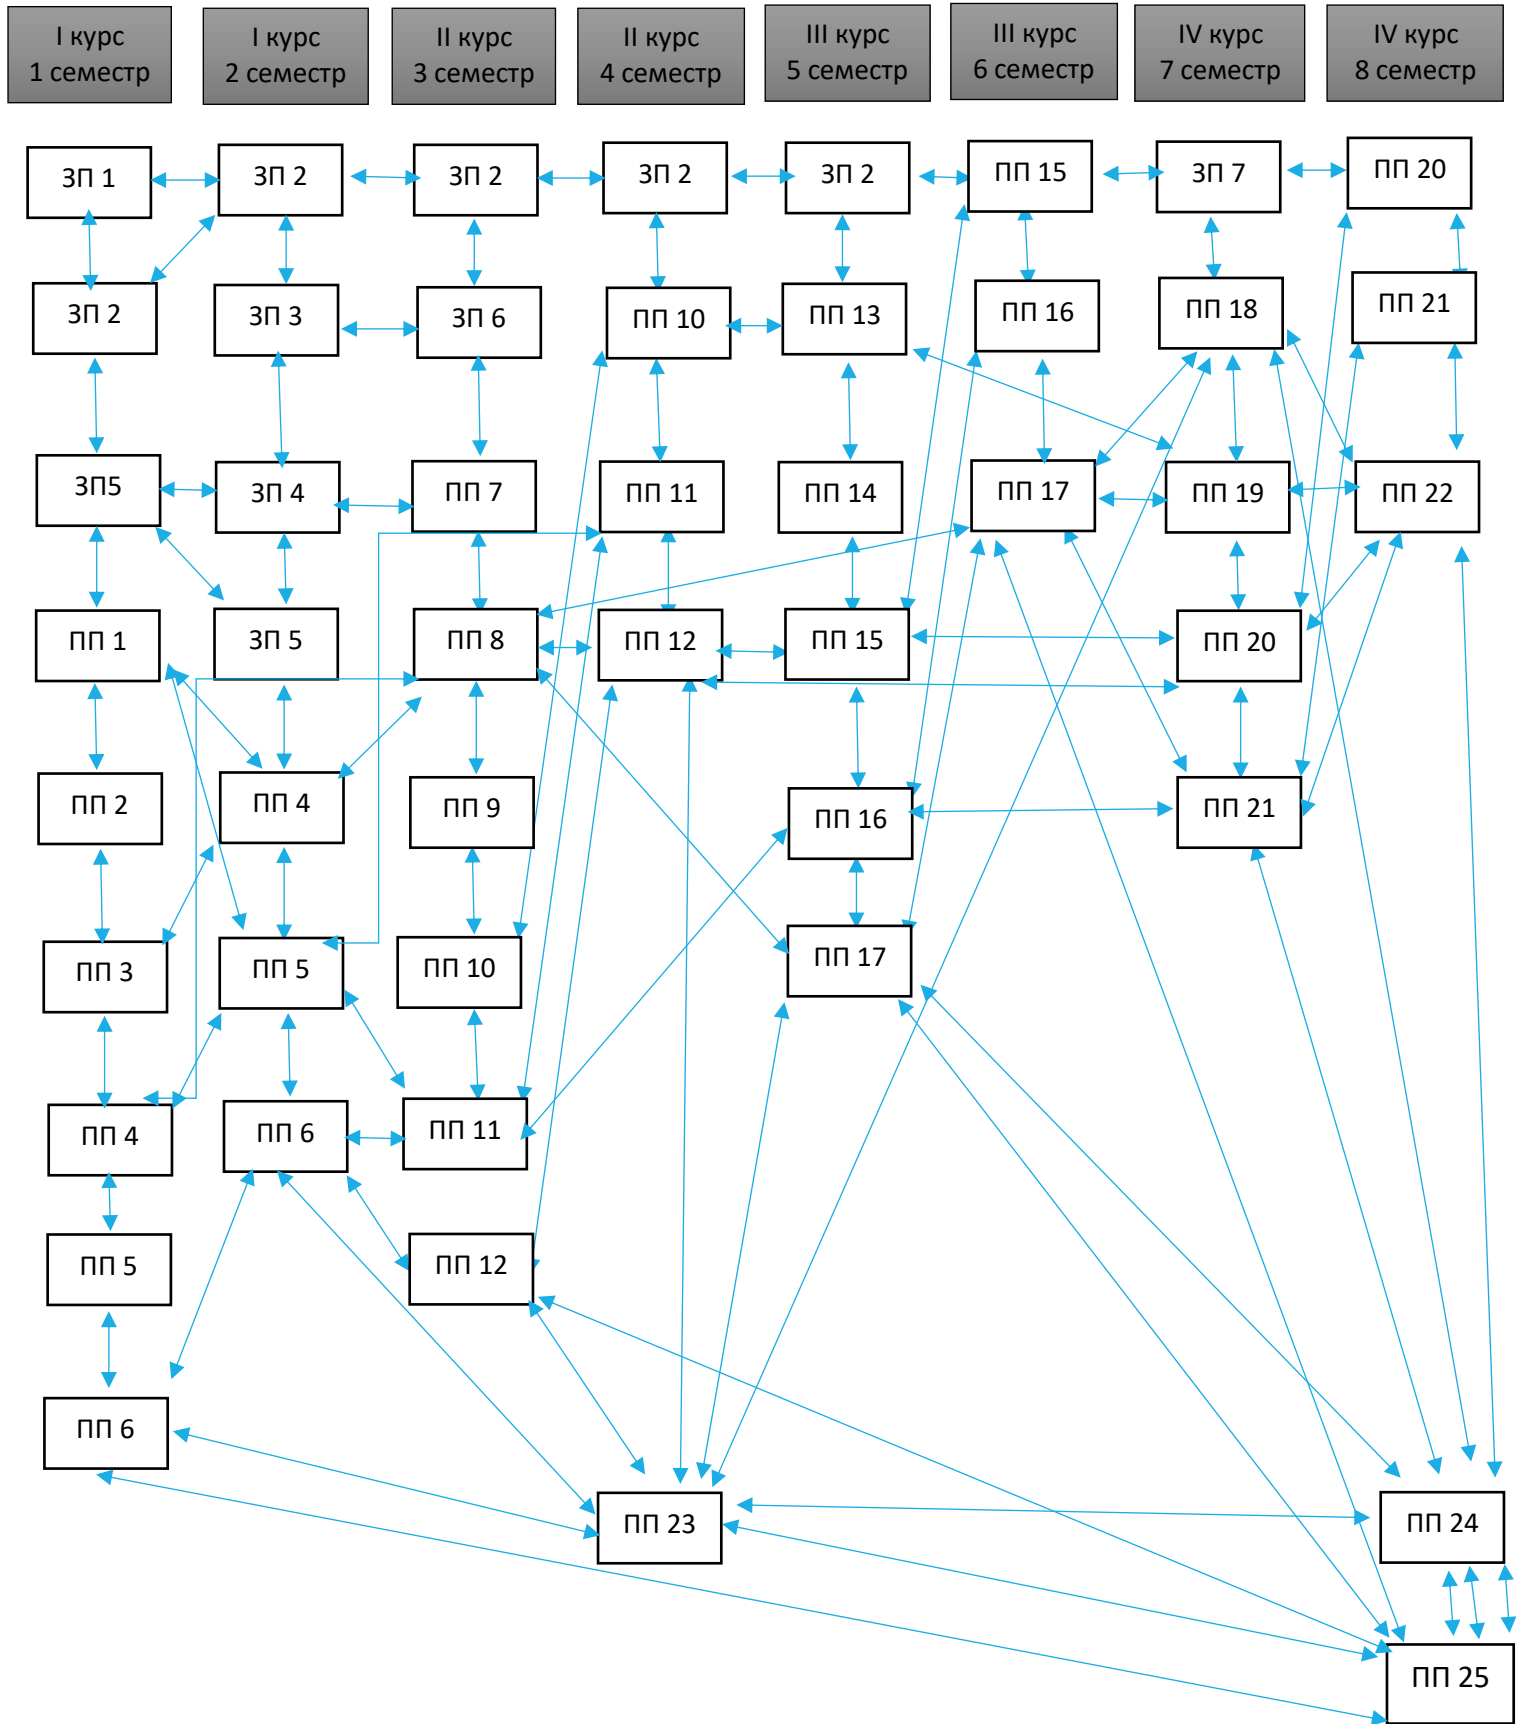 I курс
1 семестр
I курс
2 семестр
II курс
3 семестр
II курс
4 семестр
III курс
5 семестр
III курс
6 семестр
IV курс
7 семестр
IV курс
8 семестр
ЗП 1
ЗП 2
ЗП 2
ЗП 2
ЗП 2
ПП 15
ЗП 7
ПП 20
ЗП 2
ЗП 3
ЗП 6
ПП 10
ПП 13
ПП 16
ПП 18
ПП 21
ЗП5
ЗП 4
ПП 7
ПП 11
ПП 14
ПП 17
ПП 19
ПП 22
ПП 1
ЗП 5
ПП 8
ПП 12
ПП 15
ПП 20
ПП 2
ПП 4
ПП 9
ПП 16
ПП 21
ПП 3
ПП 5
ПП 10
ПП 17
ПП 4
ПП 6
ПП 11
ПП 5
ПП 12
ПП 6
ПП 23
ПП 24
ПП 25